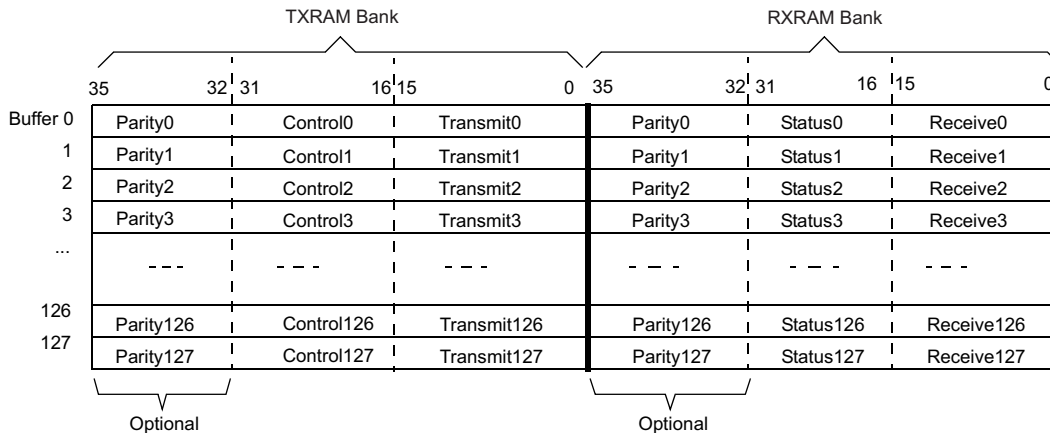 TXRAM Bank RXRAM Bank
35 32 31 16 15 0 35 32 31 16 15 0
Buffer 0 Parity0 Control0 Transmit0 Parity0 Status0 Receive0
1 Parity1 Control1 Transmit1 Parity1 Status1 Receive1
2 Parity2 Control2 Transmit2 Parity2 Status2 Receive2
3 Parity3 Control3 Transmit3 Parity3 Status3 Receive3
...
126 Parity126 Control126 Transmit126 Parity126 Status126 Receive126
127 Parity127 Control127 Transmit127 Parity127 Status127 Receive127
Optional Optional